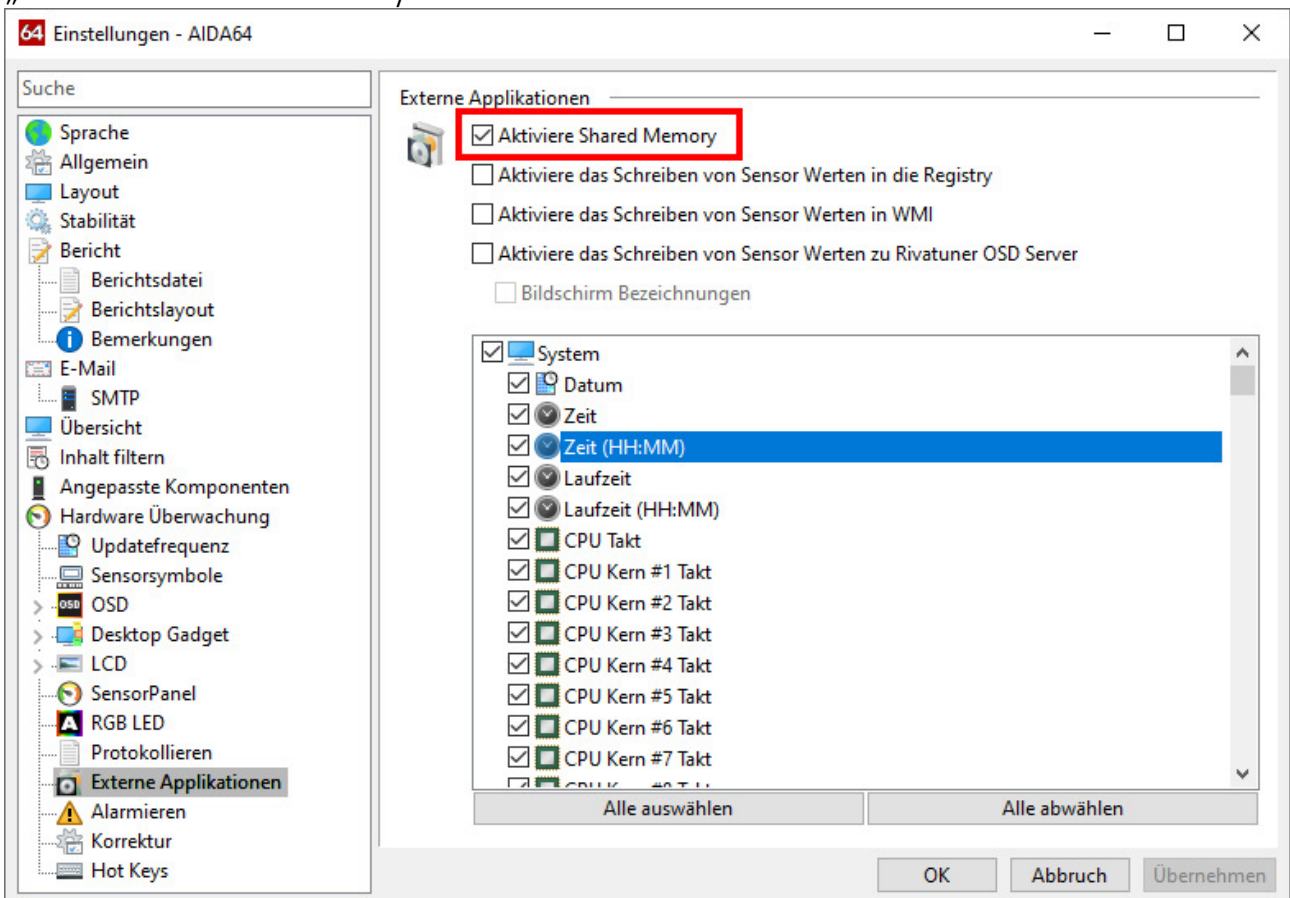 64 Einstellungen - AIDA64
Suche
Sprache
Allgemein
Layout
Stabilität
Bericht
Berichtsdatei
Berichtslayout
Bemerkungen
E-Mail
SMTP
Übersicht
Inhalt filtern
Angepasste Komponenten
Hardware Überwachung
Updatefrequenz
Sensorsymbole
OSD OSD
Desktop Gadget
LCD
SensorPanel
RGB LED
Protokollieren
Externe Applikationen
Alarmieren
Korrektur
Hot Keys
Externe Applikationen
Aktiviere Shared Memory
Aktiviere das Schreiben von Sensor Werten in die Registry
Aktiviere das Schreiben von Sensor Werten in WMI
Aktiviere das Schreiben von Sensor Werten zu Rivatuner OSD Server
Bildschirm Bezeichnungen
System
Datum
Zeit
Zeit (HH:MM)
Laufzeit
Laufzeit (HH:MM)
CPU Takt
CPU Kern #1 Takt
CPU Kern #2 Takt
CPU Kern #3 Takt
CPU Kern #4 Takt
CPU Kern #5 Takt
CPU Kern #6 Takt
CPU Kern #7 Takt
Alle auswählen
Alle abwählen
OK
Abbruch
Übernehmen